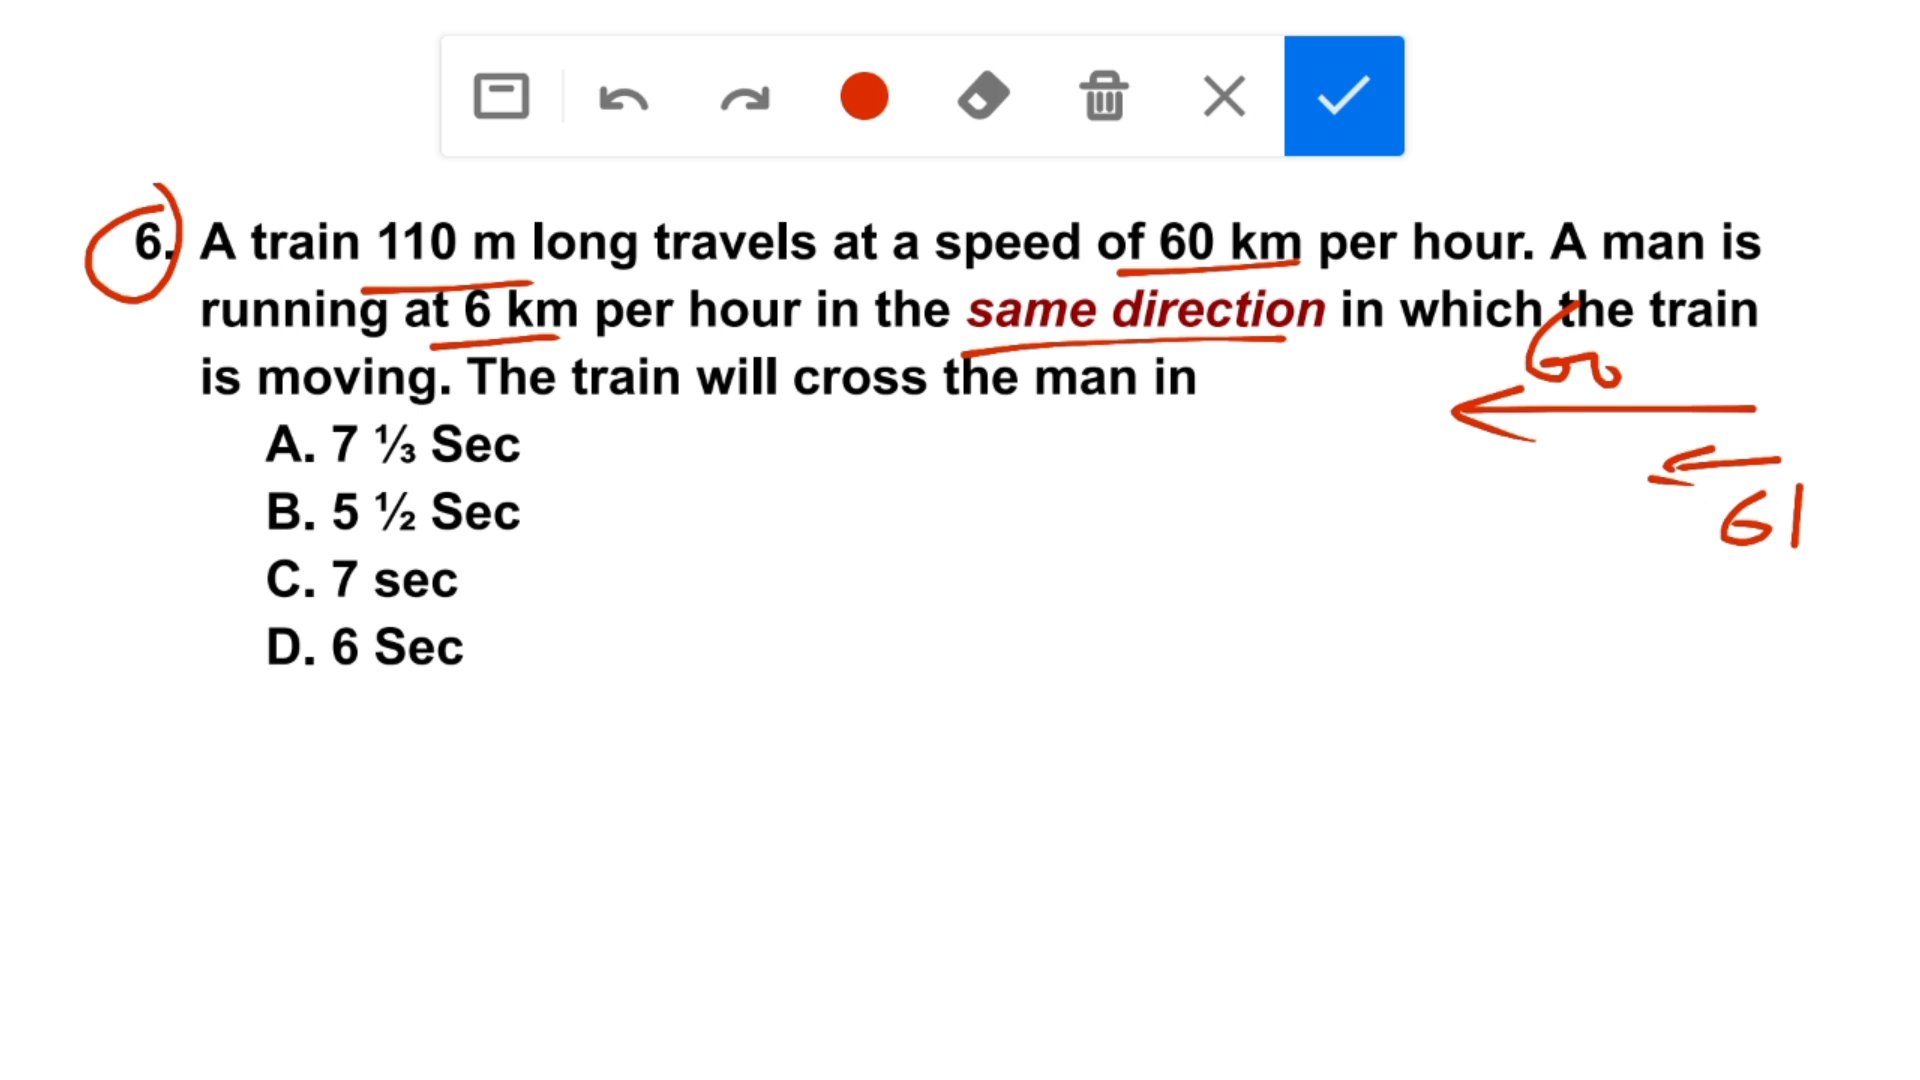 6. A train 110 m long travels at a speed of 60 km per hour. A man is
running at 6 km per hour in the same direction in which the train
is moving. The train will cross the man in
60
A. 7 ⅓ Sec
61
B. 5 ½ Sec
C. 7 sec
D. 6 Sec